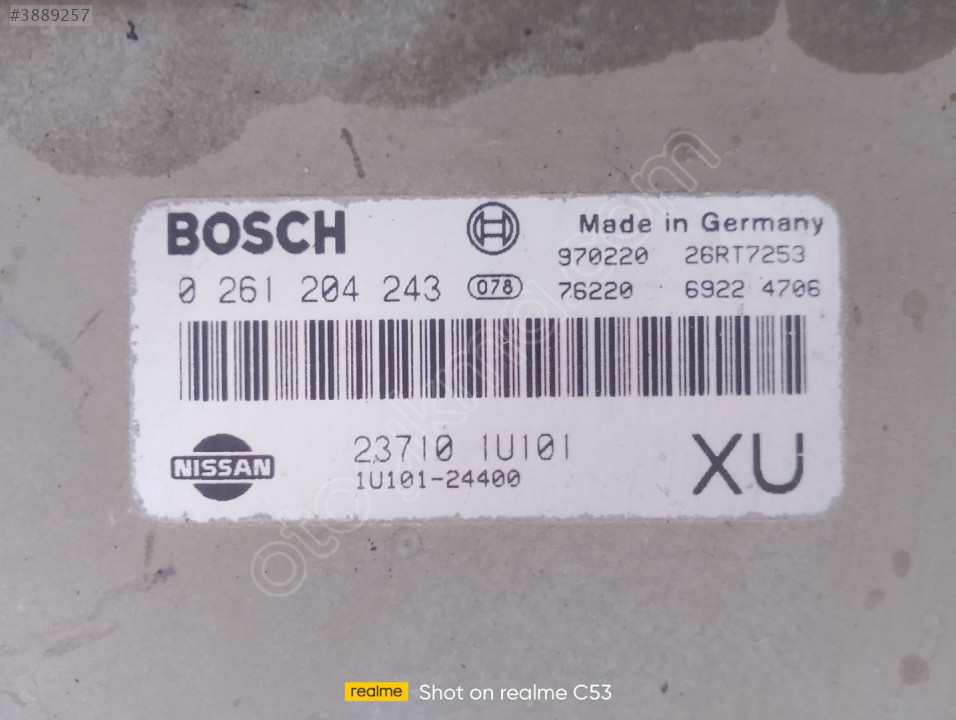 #3889257
BOSCH
Made in Germany
970220 26RT7253
0 261 204 243 078 76220 6922 4706
NISSAN
23710 1U101
1U101-24400
XU
realme Shot on realme C53